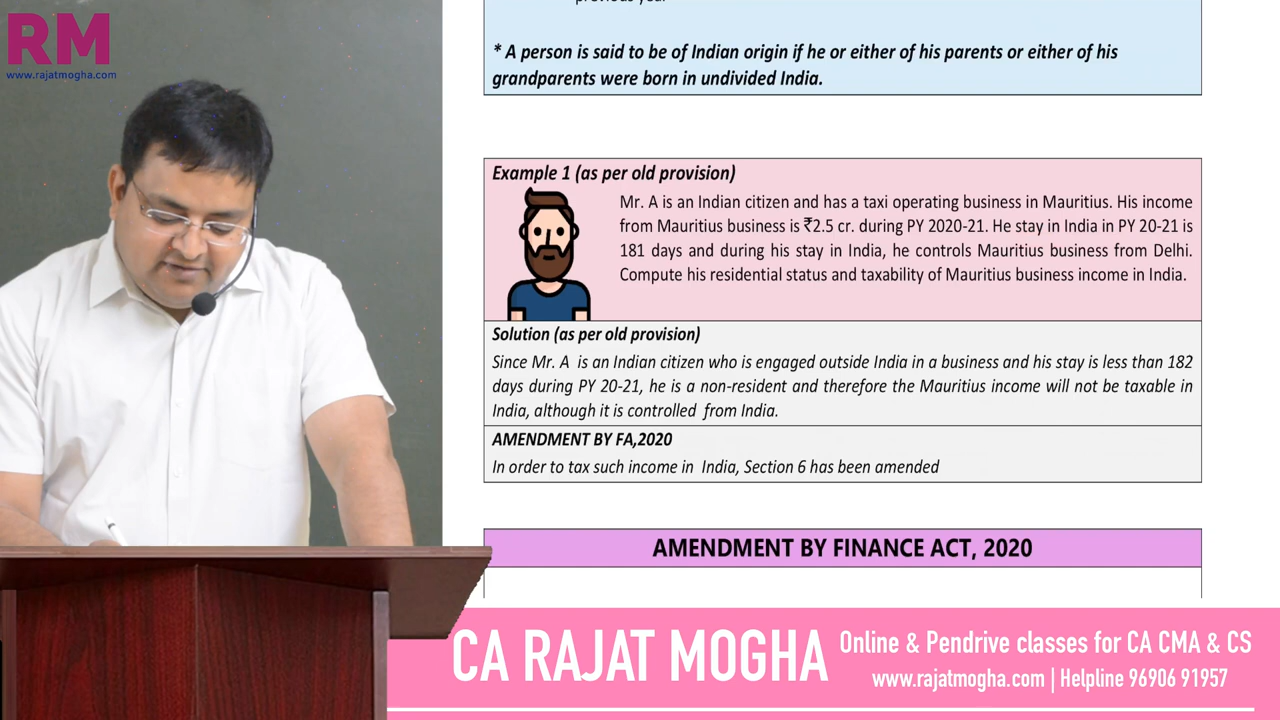 RM
www.rajatmogha.com
previous year
* A person is said to be of Indian origin if he or either of his parents or either of his
grandparents were born in undivided India.
Example 1 (as per old provision)
Mr. A is an Indian citizen and has a taxi operating business in Mauritius. His income
from Mauritius business is ₹2.5 cr. during PY 2020-21. He stay in India in PY 20-21 is
181 days and during his stay in India, he controls Mauritius business from Delhi.
Compute his residential status and taxability of Mauritius business income in India.
Solution (as per old provision)
Since Mr. A is an Indian citizen who is engaged outside India in a business and his stay is less than 182
days during PY 20-21, he is a non-resident and therefore the Mauritius income will not be taxable in
India, although it is controlled from India.
AMENDMENT BY FA,2020
In order to tax such income in India, Section 6 has been amended
AMENDMENT BY FINANCE ACT, 2020
CA RAJAT MOGHA
Online & Pendrive classes for CA CMA & CS
www.rajatmogha.com | Helpline 96906 91957